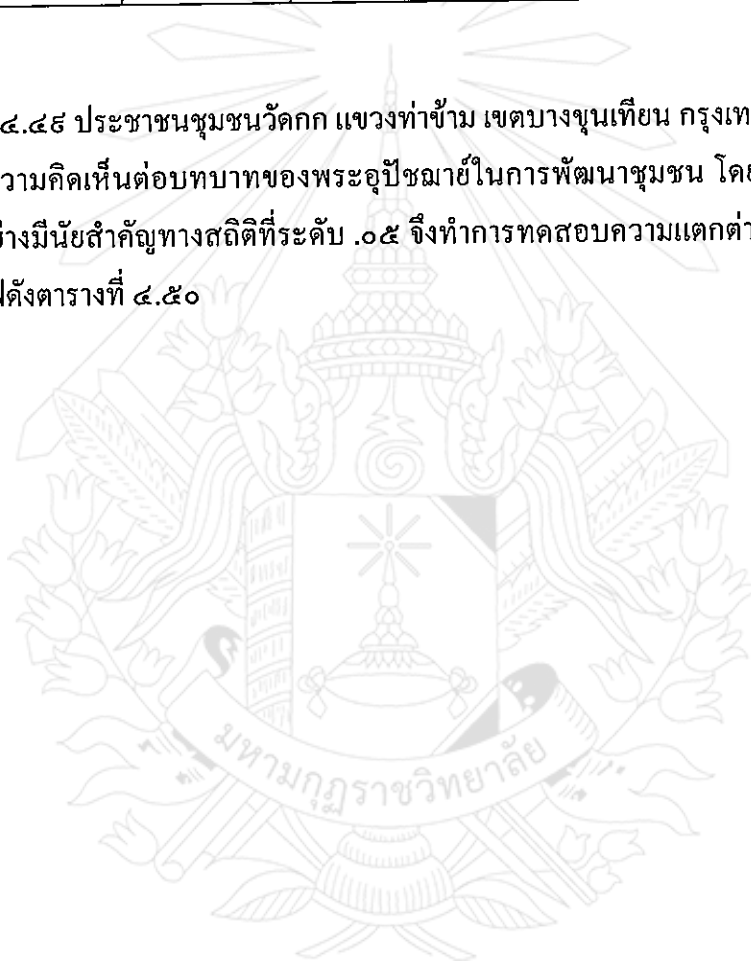 ๔.๔๙ ประชาชนชุมชนวัดกก แขวงท่าข้าม เขตบางขุนเทียน กรุงเท
วามคิดเห็นต่อบทบาทของพระอุปัชฌาย์ในการพัฒนาชุมชน โดย
ย่างมีนัยสำคัญทางสถิติที่ระดับ .๐๕ จึงทำการทดสอบความแตกต่า
ดังตารางที่ ๔.๕๐
มหามกุฏราชวิทยาลัย